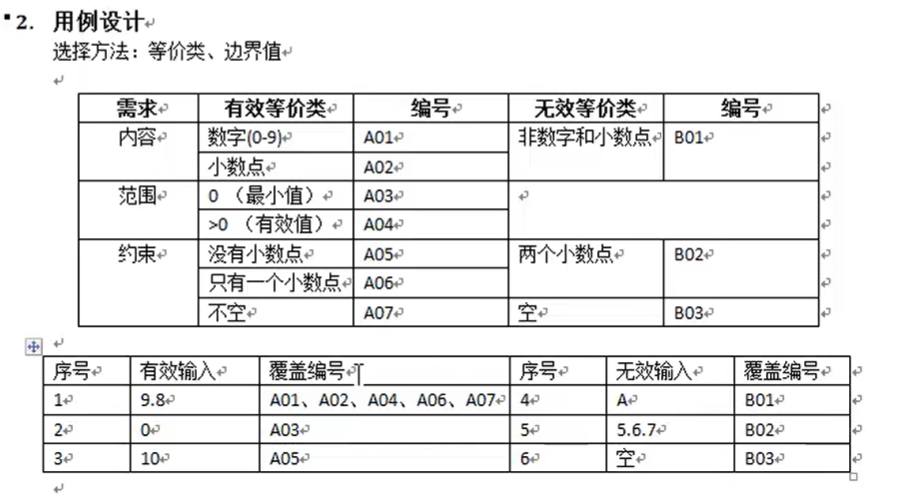 2. 用例设计
选择方法：等价类、边界值
需求 有效等价类 编号 无效等价类 编号
内容 数字(0-9) A01 非数字和小数点 B01
小数点 A02
范围 0 （最小值） A03
>0 （有效值） A04
约束 没有小数点 A05 两个小数点 B02
只有一个小数点 A06
不空 A07 空 B03
序号 有效输入 覆盖编号 序号 无效输入 覆盖编号
1 9.8 A01、A02、A04、A06、A07 4 A B01
2 0 A03 5 5.6.7 B02
3 10 A05 6 空 B03